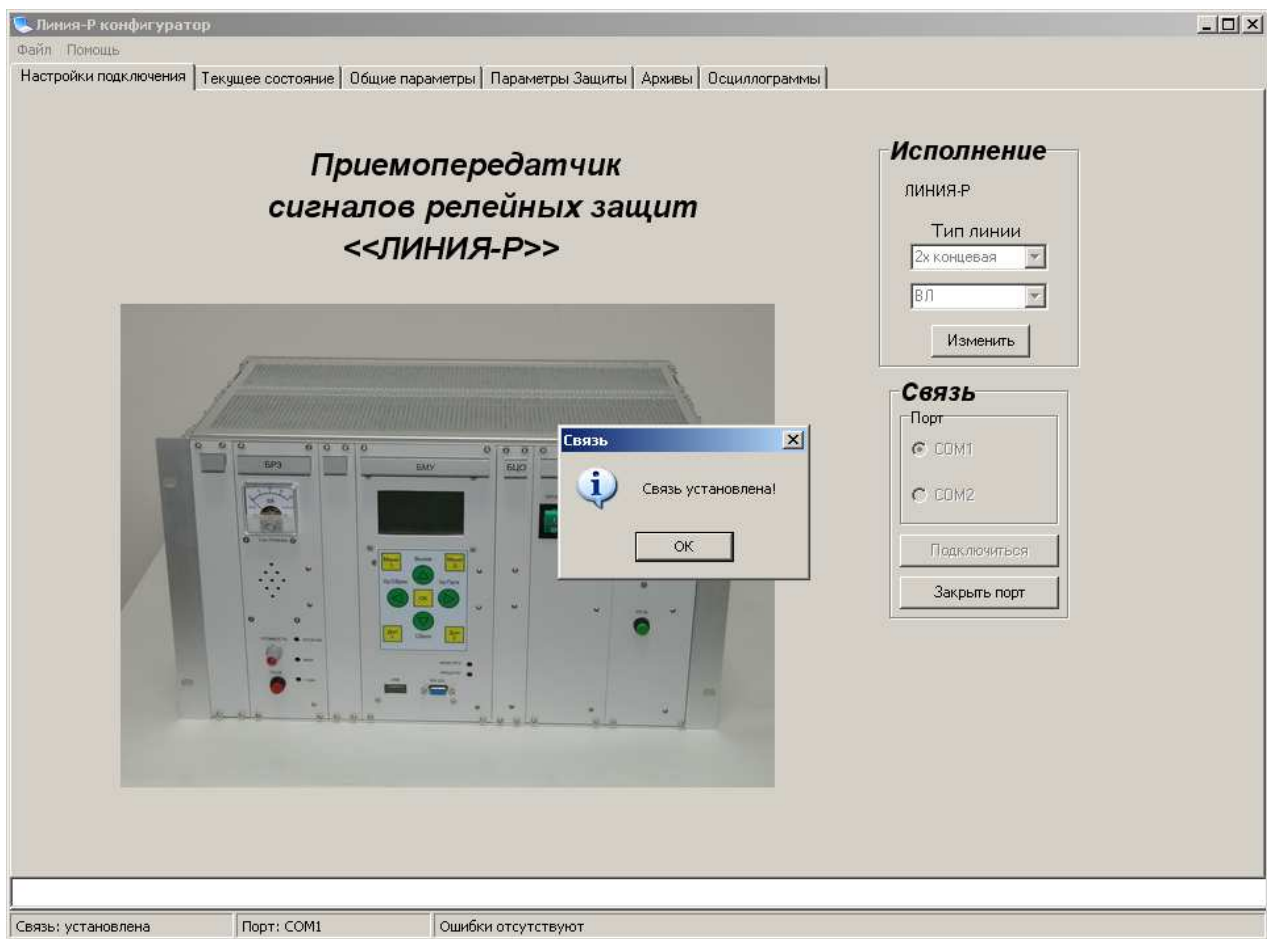 Линия-Р конфигуратор
Файл Помощь
Настройки подключения Текущее состояние Общие параметры Параметры Защиты Архивы Осциллограммы
Приемопередатчик
сигналов релейных защит
<<ЛИНИЯ-Р>>
Исполнение
ЛИНИЯ-Р
Тип линии
2х концевая
ВЛ
Изменить
Связь
Порт
COM1
COM2
Подключиться
Закрыть порт
Связь
Связь установлена!
OK
БРЭ
БМУ
БЦО
Связь: установлена Порт: COM1 Ошибки отсутствуют